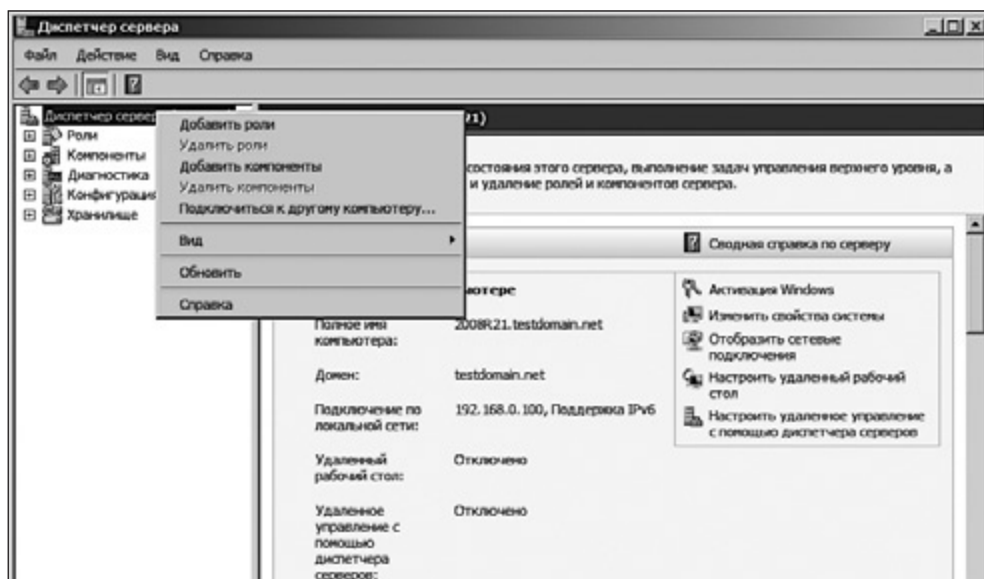 Диспетчер сервера
Файл Действие Вид Справка
Диспетчер сервер
21)
Роли
Компоненты
Диагностика
Конфигурация
Хранилище
Добавить роли
Удалить роли
Добавить компоненты
Удалить компоненты
Подключиться к другому компьютеру...
Вид
Обновить
Справка
состояния этого сервера, выполнение задач управления верхнего уровня, а
и удаление ролей и компонентов сервера.
Сводная справка по серверу
ютере
Полное имя
компьютера:
2008R21.testdomain.net
Домен:
testdomain.net
Подключение по
локальной сети:
192.168.0.100, Поддержка IPv6
Удаленный
рабочий стол:
Отключено
Удаленное
управление с
помощью
диспетчера
серверов:
Отключено
Активация Windows
Изменить свойства системы
Отобразить сетевые
подключения
Настроить удаленный рабочий
стол
Настроить удаленное управление
с помощью диспетчера серверов